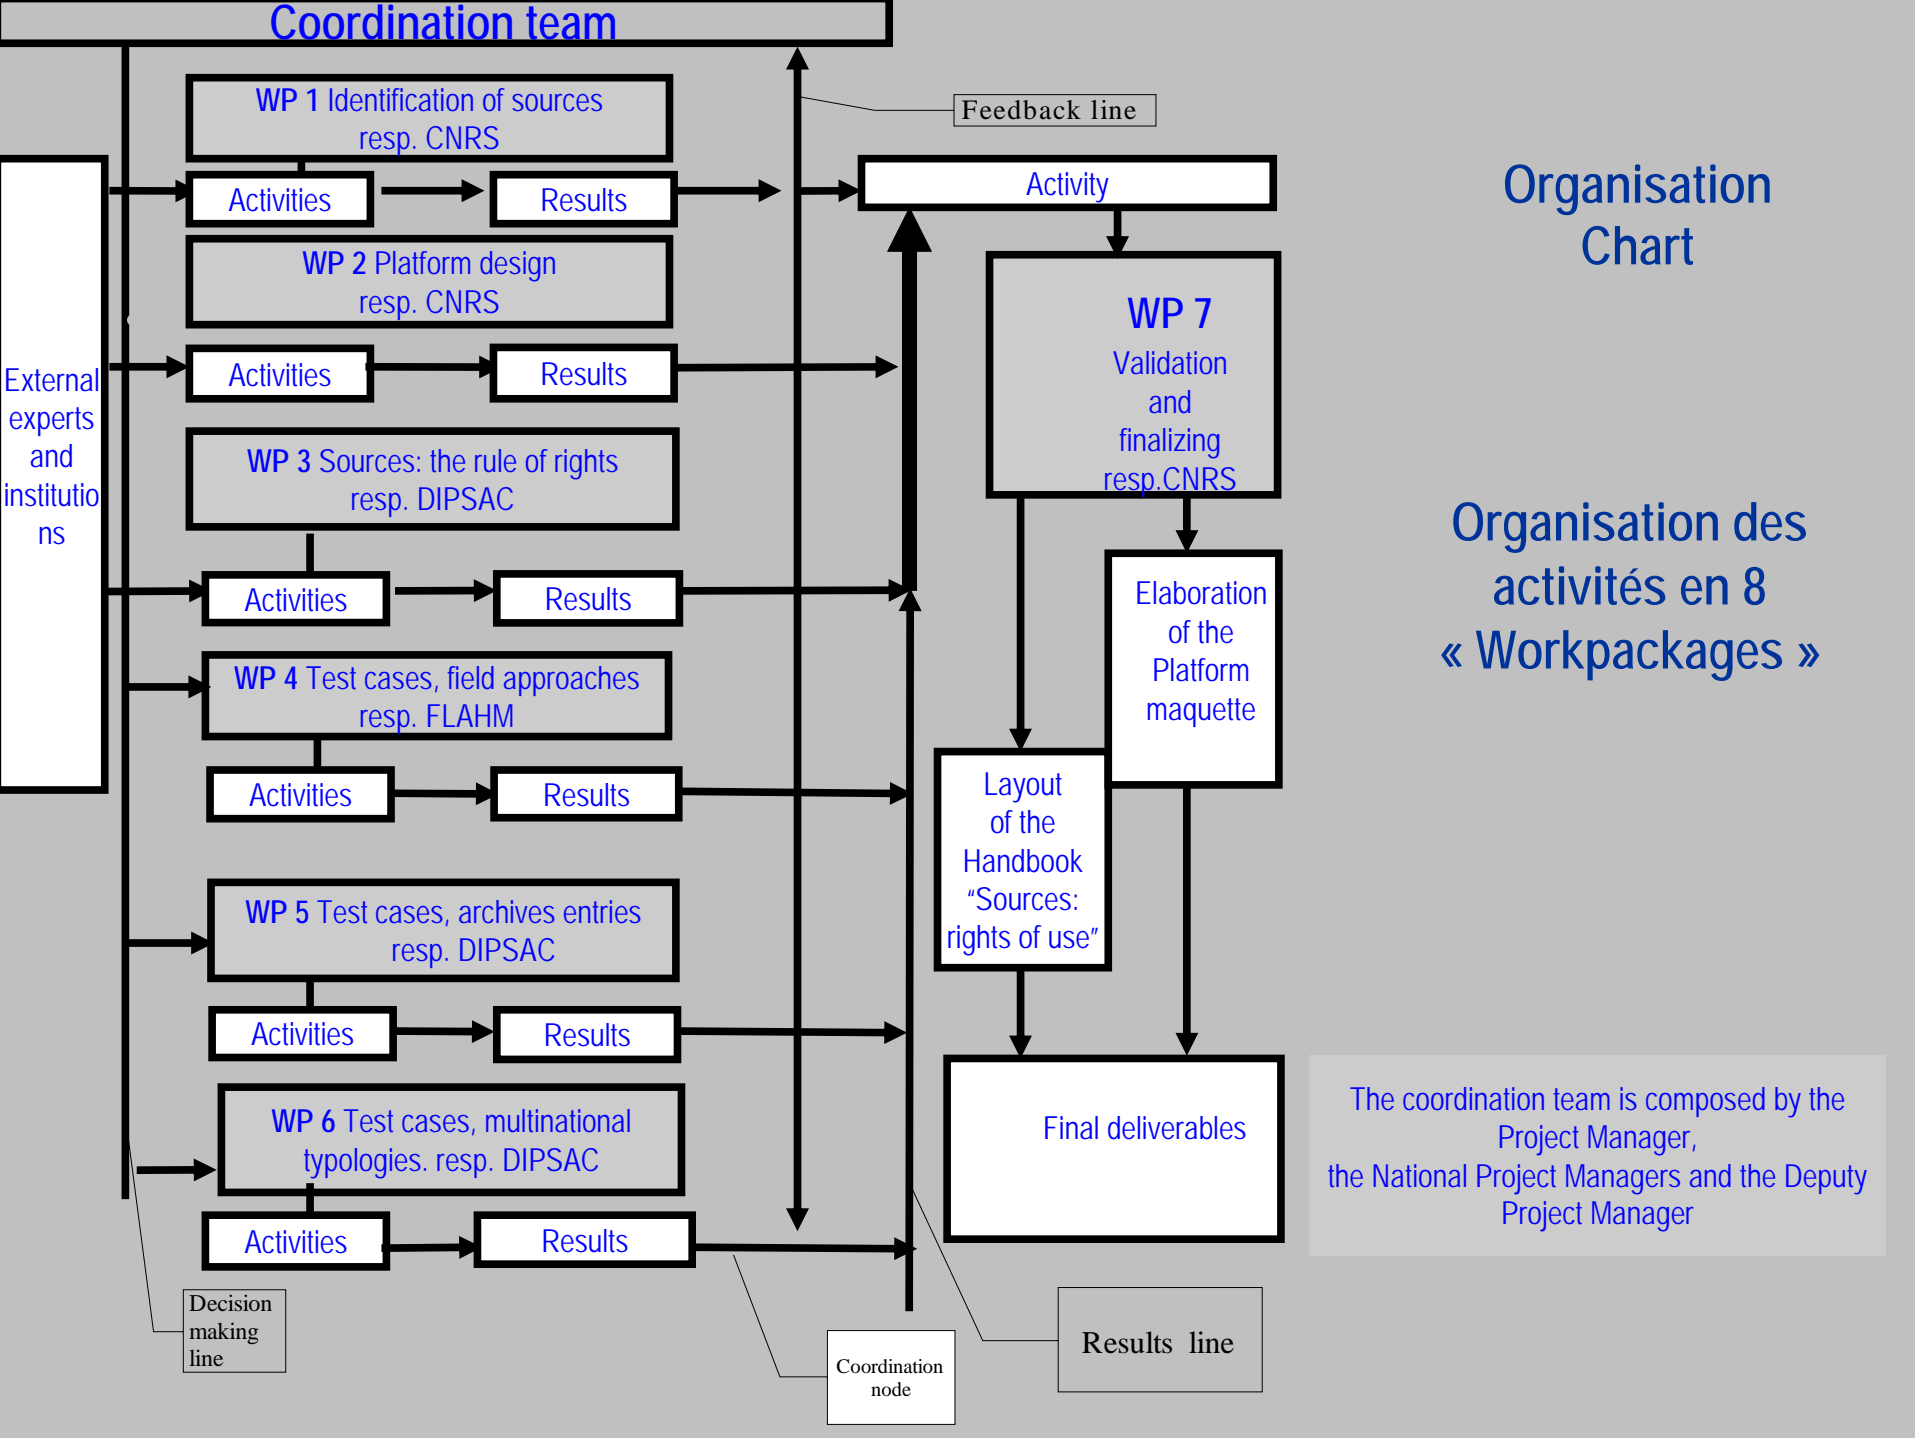 Coordination team
WP 1 Identification of sources
resp. CNRS
Feedback line
Activities
Results
Activity
Organisation
Chart
WP 2 Platform design
resp. CNRS
Activities
Results
WP 7
Validation
and
finalizing
resp.CNRS
External
experts
and
institutio
ns
WP 3 Sources: the rule of rights
resp. DIPSAC
Activities
Results
Organisation des
activités en 8
« Workpackages »
Elaboration
of the
Platform
maquette
WP 4 Test cases, field approaches
resp. FLAHM
Activities
Results
Layout
of the
Handbook
“Sources:
rights of use”
WP 5 Test cases, archives entries
resp. DIPSAC
Activities
Results
WP 6 Test cases, multinational
typologies. resp. DIPSAC
Activities
Results
Final deliverables
The coordination team is composed by the
Project Manager,
the National Project Managers and the Deputy
Project Manager
Decision
making
line
Coordination
node
Results line